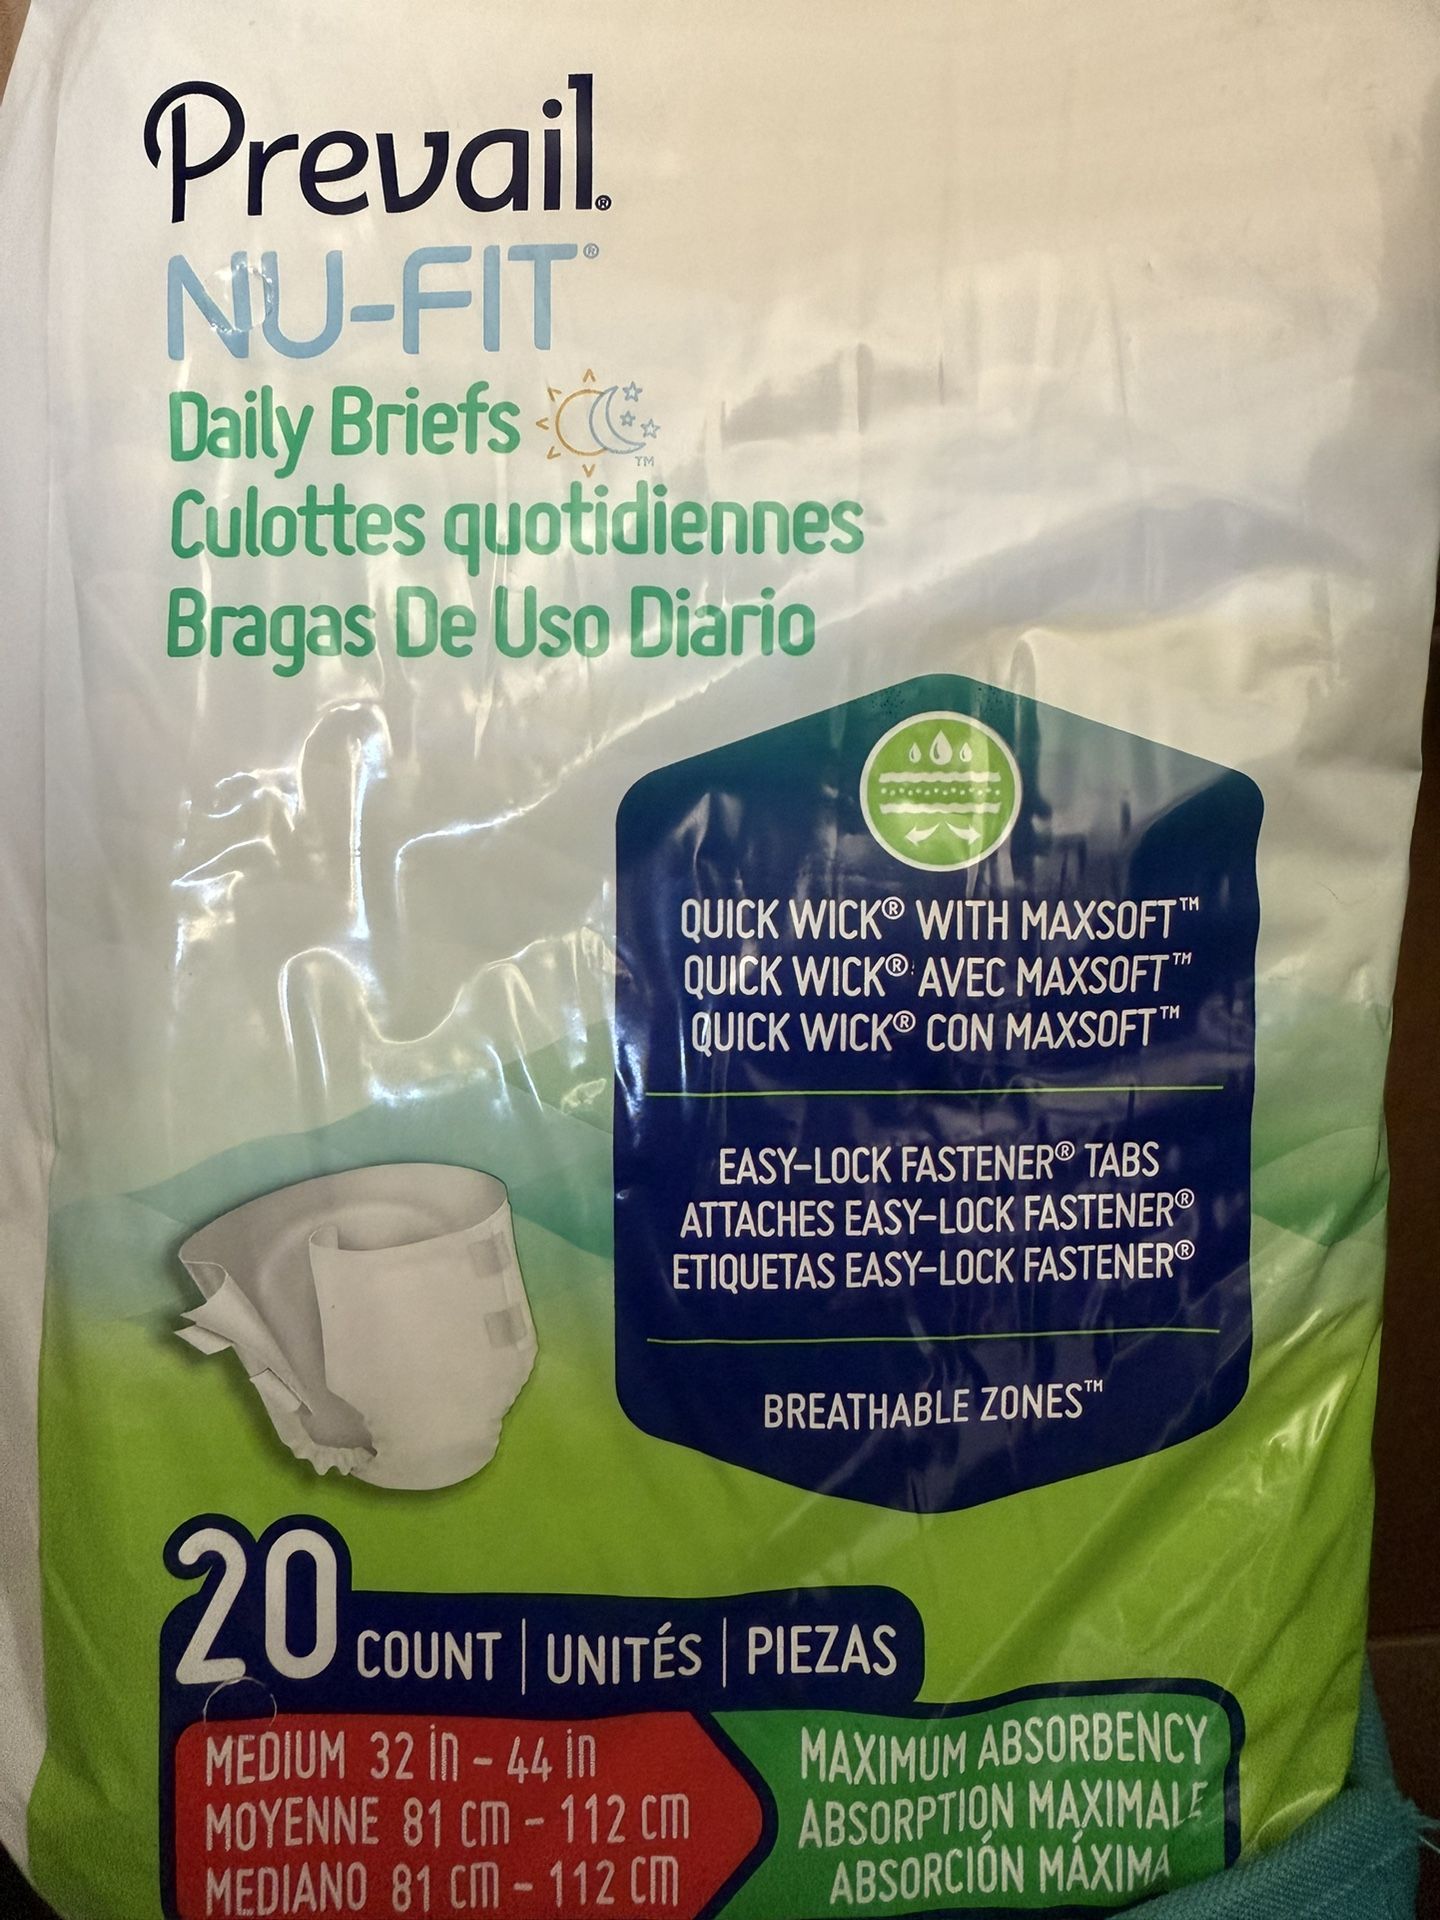 Prevail®
NU-FIT®
Daily Briefs ™
Culottes quotidiennes
Bragas De Uso Diario
QUICK WICK® WITH MAXSOFT™
QUICK WICK® AVEC MAXSOFT™
QUICK WICK® CON MAXSOFT™
EASY-LOCK FASTENER® TABS
ATTACHES EASY-LOCK FASTENER®
ETIQUETAS EASY-LOCK FASTENER®
BREATHABLE ZONES™
20 COUNT | UNITÉS | PIEZAS
MEDIUM 32 in - 44 in
MOYENNE 81 cm - 112 cm
MEDIANO 81 cm - 112 cm
MAXIMUM ABSORBENCY
ABSORPTION MAXIMALE
ABSORCIÓN MÁXIMA